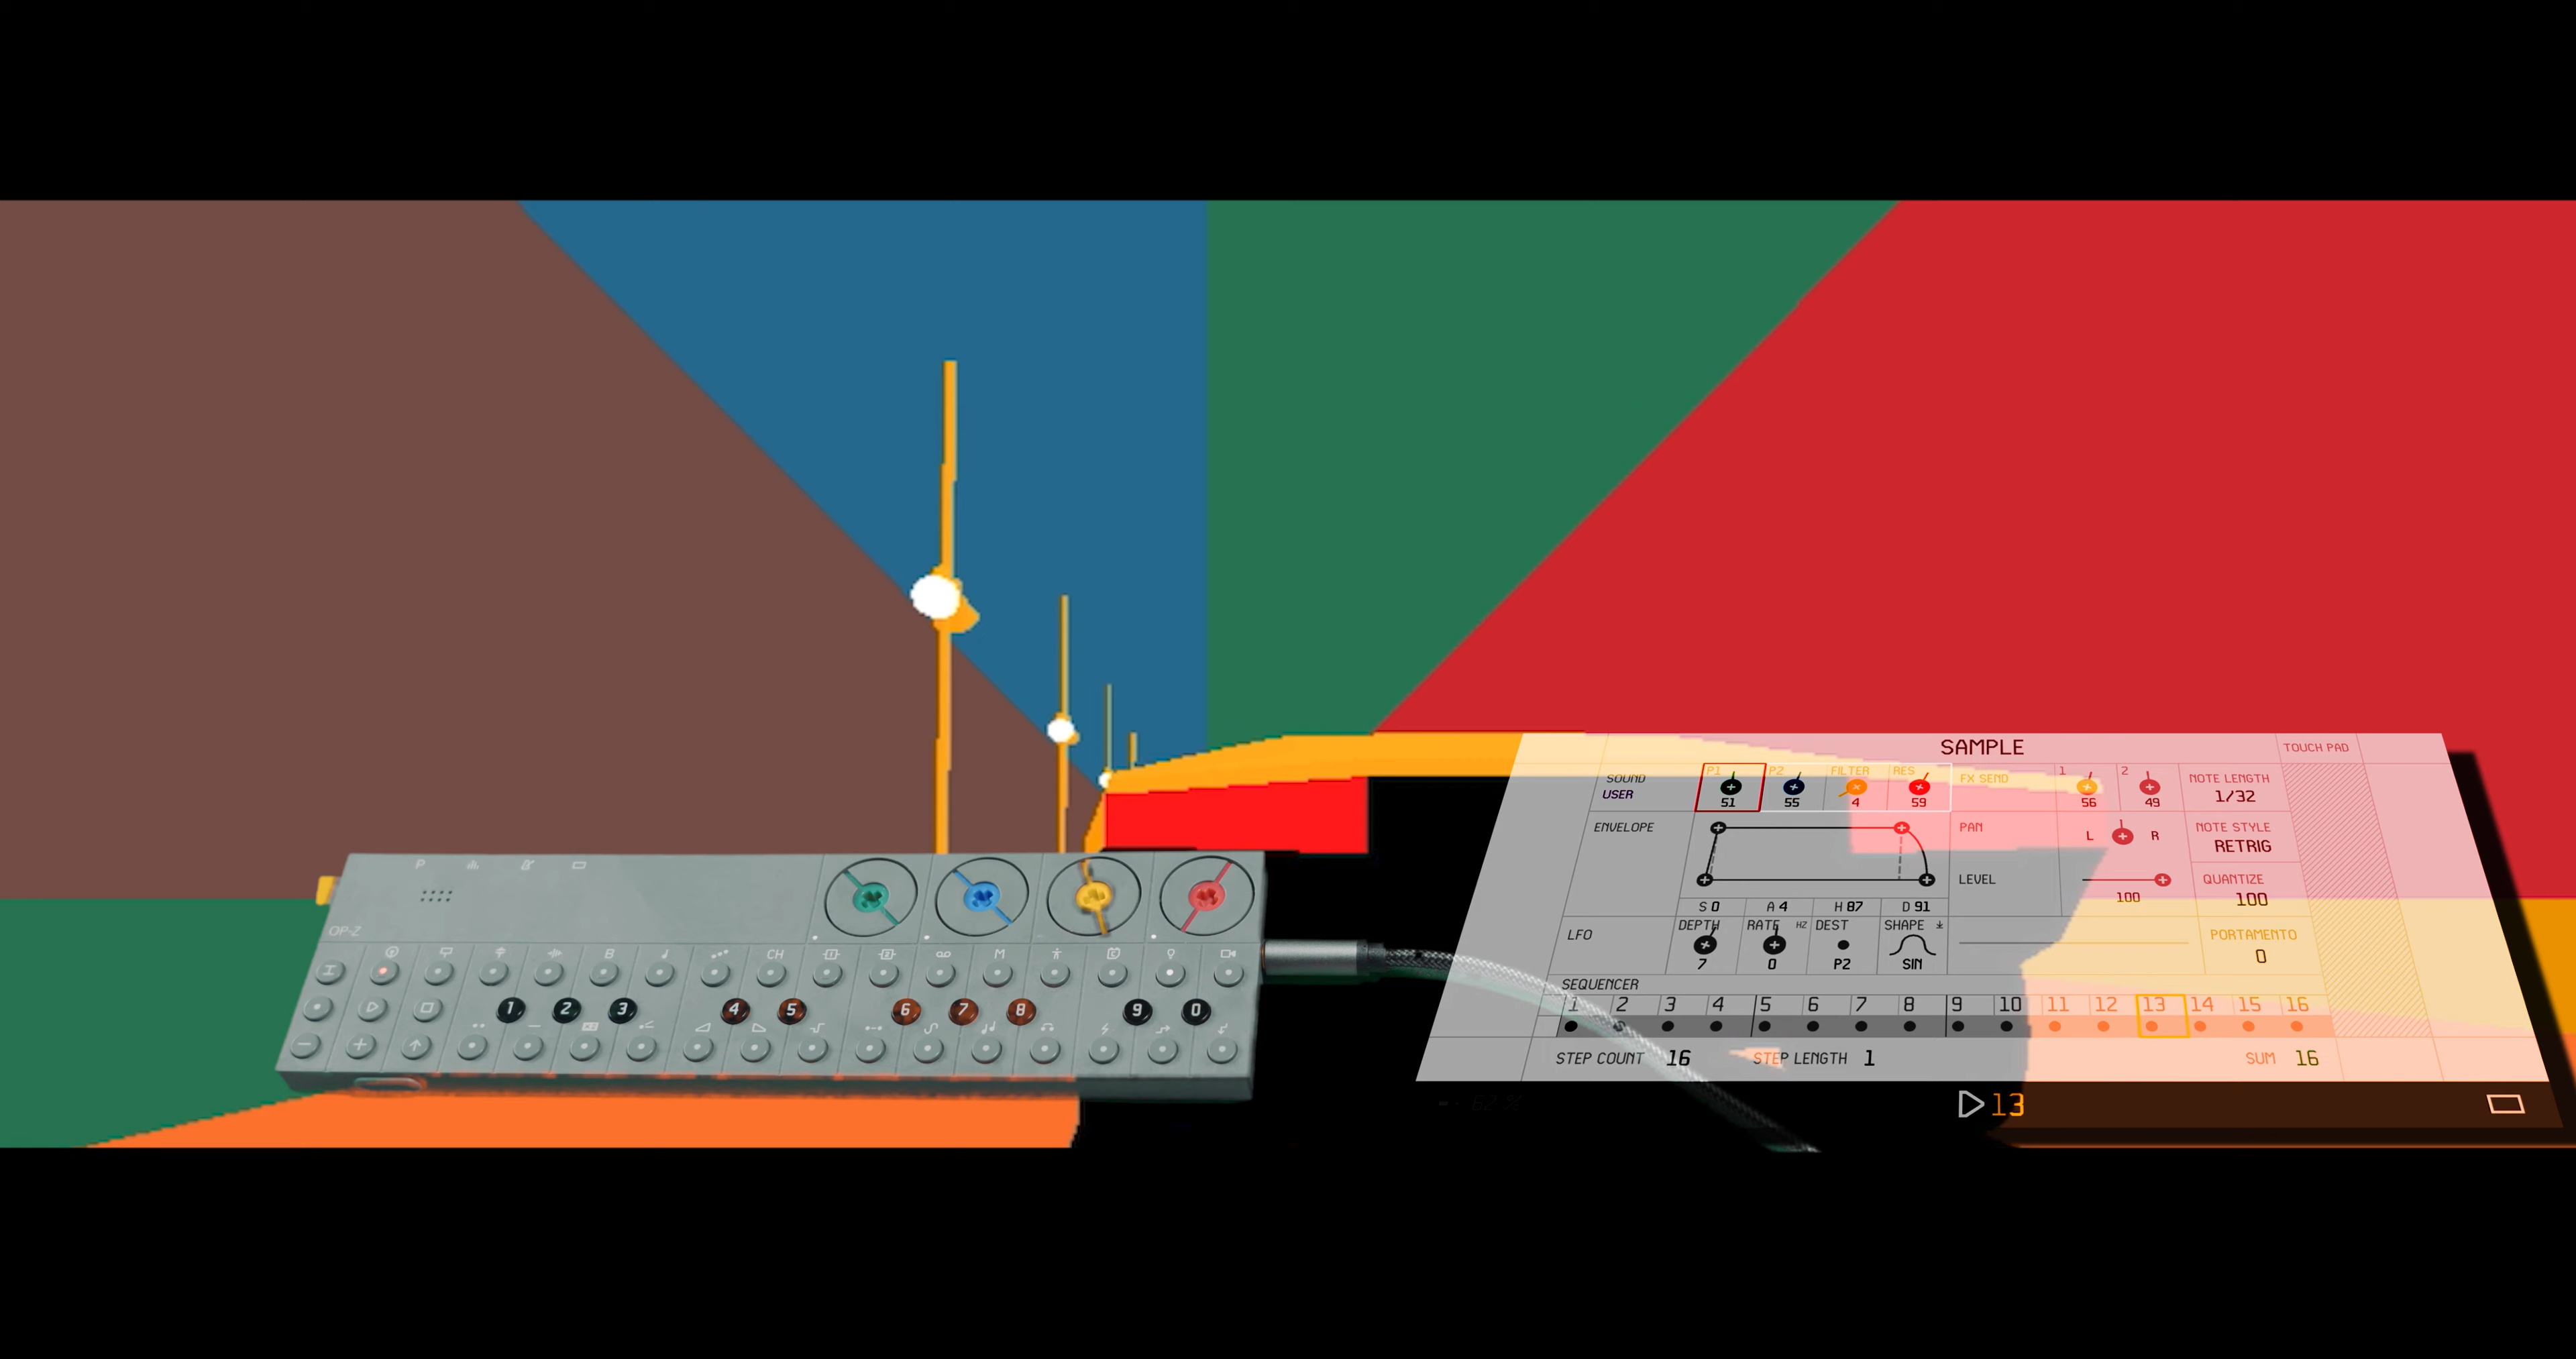 P
OP-Z
8
CH
M
1 2 3 4 5 6 7 8 9 0
SAMPLE
TOUCH PAD
SOUND
USER
P1 P2 FILTER RES
51 55 4 59
FX SEND
1 2
56 49
NOTE LENGTH
1/32
ENVELOPE
PAN
L R
NOTE STYLE
RETRIG
LEVEL
100
QUANTIZE
100
S 0 A 4 H 87 D 91
LFO
DEPTH RATE HZ DEST SHAPE *
7 0 P2 SIN
PORTAMENTO
0
SEQUENCER
1 2 3 4 5 6 7 8 9 10 11 12 13 14 15 16
STEP COUNT 16 STEP LENGTH 1 SUM 16
82 %
13